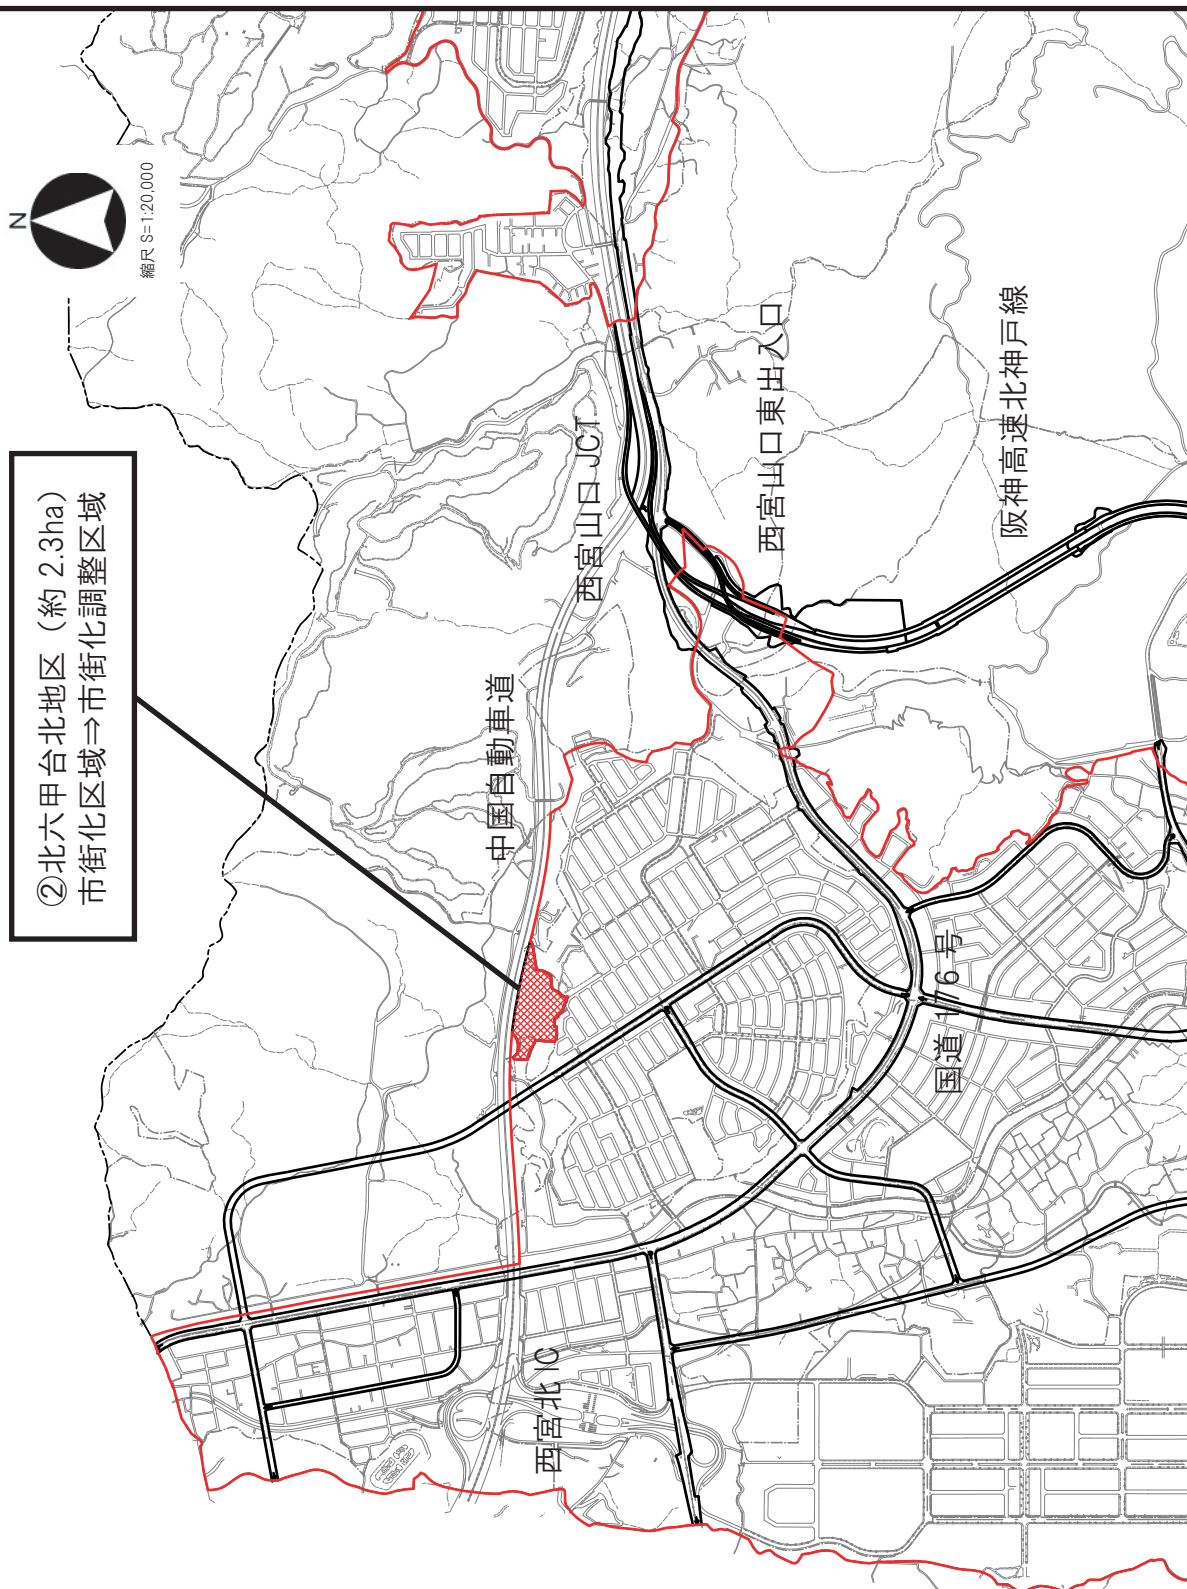 ②北六甲台北地区（約 2.3ha）
市街化区域⇒市街化調整区域
N
縮尺 S=1:20,000
中国自動車道
西宮山口 JCT
西宮山口東出入口
阪神高速北神戸線
国道 176 号
西宮北 IC